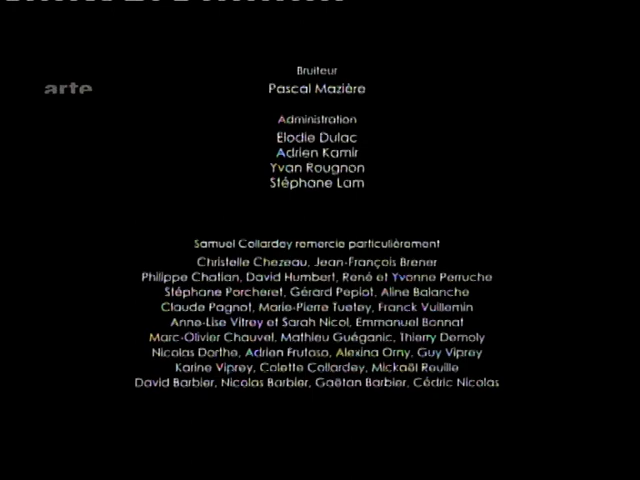 arte
Bruiteur
Pascal Mazière
Administration
Elodie Dulac
Adrien Kamir
Yvan Rougnon
Stéphane Lam
Samuel Collardey remercie particulièrement
Christelle Chezeau, Jean-François Brener
Philippe Chatlan, David Humbert, René et Yvonne Perruche
Stéphane Porcheret, Gérard Pepiot, Aline Balanche
Claude Pagnot, Marie-Pierre Tuetey, Franck Vuillemin
Anne-Lise Vitrey et Sarah Nicol, Emmanuel Bonnat
Marc-Olivier Chauvel, Mathieu Guéganic, Thierry Demoly
Nicolas Dorthe, Adrien Frutoso, Alexina Orny, Guy Viprey
Karine Viprey, Colette Collardey, Mickaël Reuille
David Barbier, Nicolas Barbier, Gaëtan Barbier, Cédric Nicolas